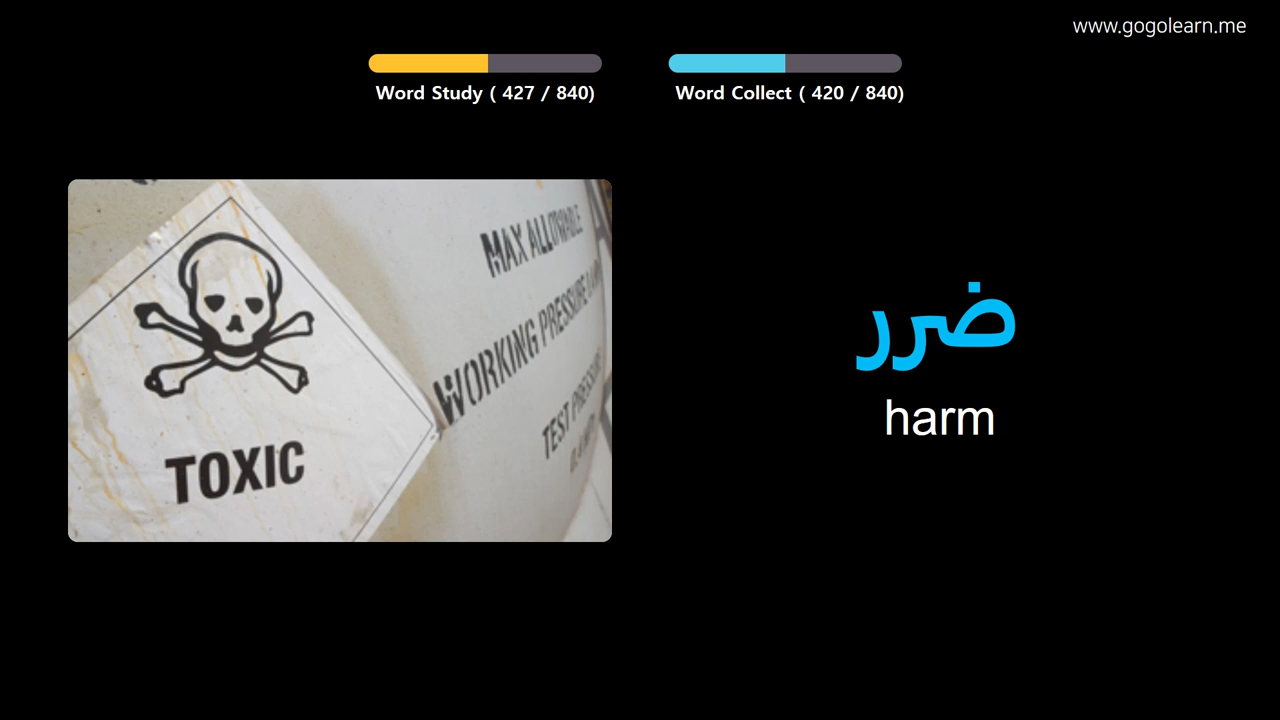 www.gogolearn.me
Word Study ( 427 / 840)
Word Collect ( 420 / 840)
TOXIC
MAX ALLOWABLE
WORKING PRESSURE
TEST PRESSURE
ضرر
harm